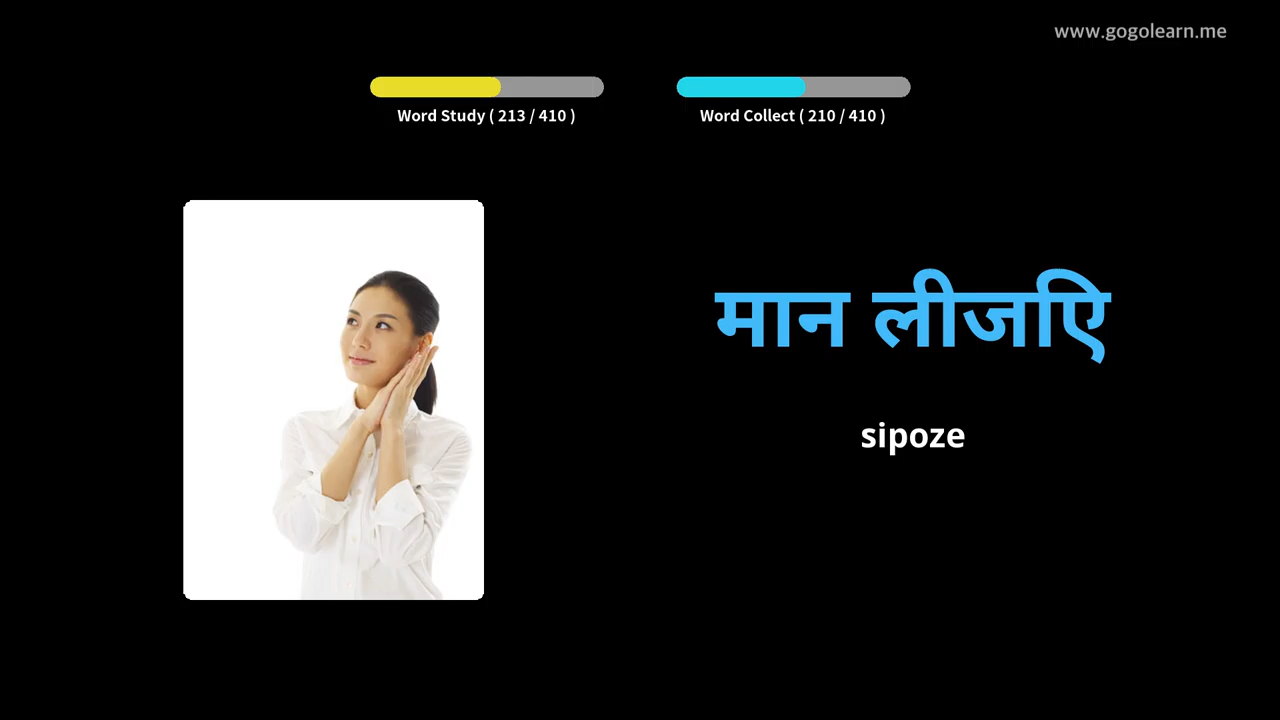 www.gogolearn.me
Word Study ( 213 / 410 )
Word Collect ( 210 / 410 )
मान लीजिए
sipoze